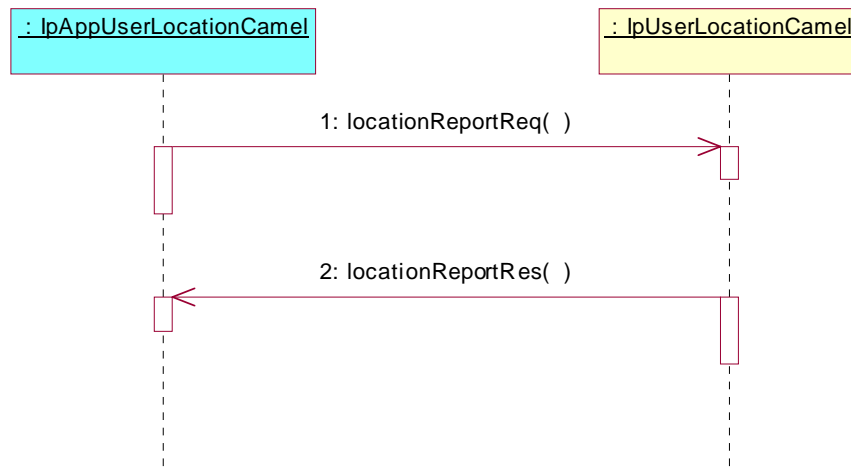 : IpAppUserLocationCamel
: IpUserLocationCamel
1: locationReportReq( )
2: locationReportRes( )